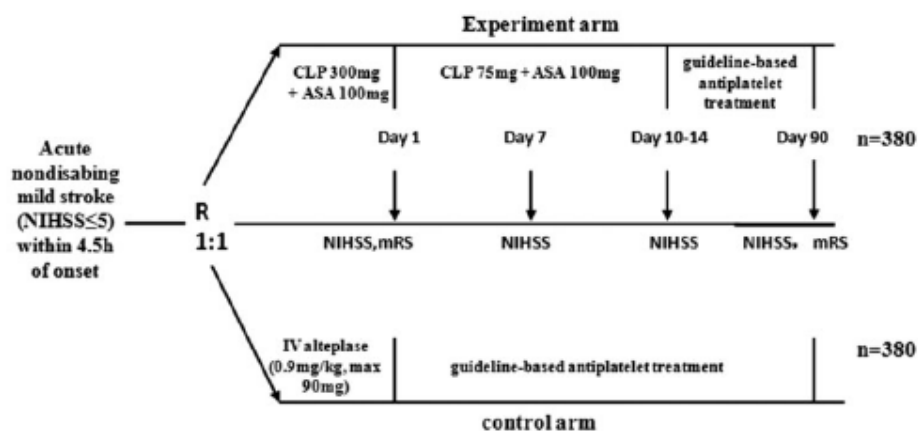 Experiment arm
CLP 300mg
+ ASA 100mg
CLP 75mg + ASA 100mg
guideline-based
antiplatelet
treatment
Day 1
Day 7
Day 10-14
Day 90
n=380
Acute
nondisabing
mild stroke
(NIHSS≤5)
within 4.5h
of onset
R
1:1
NIHSS,mRS
NIHSS
NIHSS
NIHSS, mRS
IV alteplase
(0.9mg/kg, max
90mg)
guideline-based antiplatelet treatment
n=380
control arm